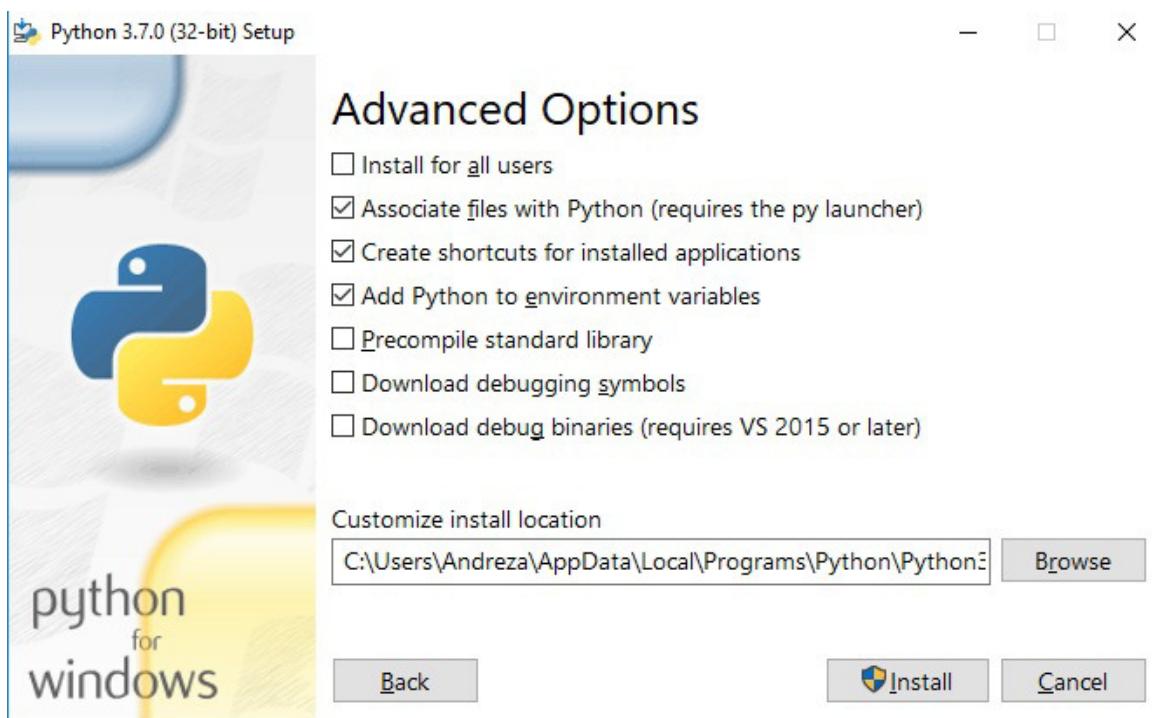 Python 3.7.0 (32-bit) Setup
Advanced Options
Install for all users
Associate files with Python (requires the py launcher)
Create shortcuts for installed applications
Add Python to environment variables
Precompile standard library
Download debugging symbols
Download debug binaries (requires VS 2015 or later)
Customize install location
C:\Users\Andreza\AppData\Local\Programs\Python\Python3
Browse
python
for
windows
Back
Install
Cancel